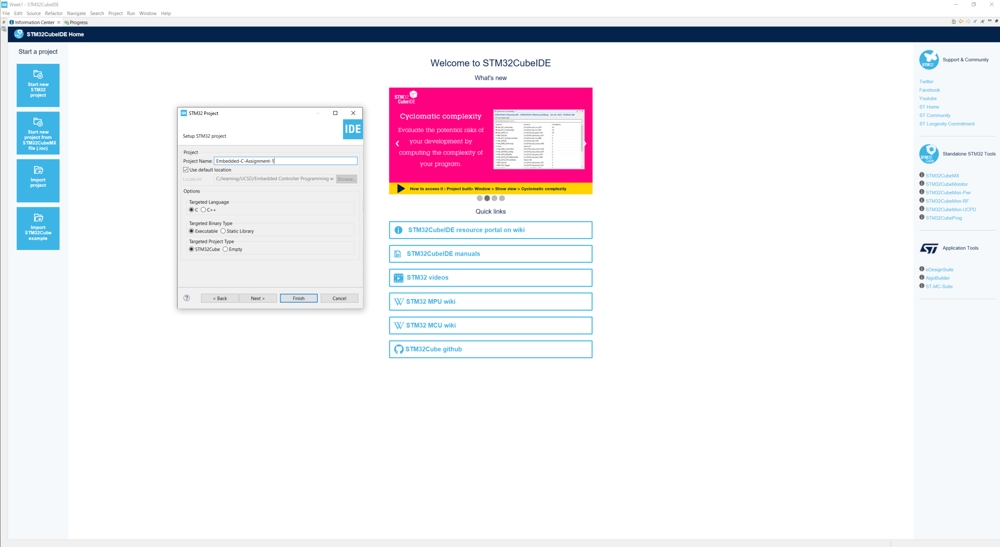 IDE Week1 - STM32CubeIDE
File Edit Source Refactor Navigate Search Project Run Window Help
Information Center Progress
STM32CubeIDE Home
Start a project
Start new
STM32
project
Start new
project from
STM32CubeMX
file (.ioc)
Import
project
Import
STM32Cube
example
IDE STM32 Project
IDE
Setup STM32 project
Project
Project Name: Embedded-C-Assignment-1
Use default location
Location: C:/learning/UCSD/Embedded Controller Programming w Browse...
Options
Targeted Language
C C++
Targeted Binary Type
Executable Static Library
Targeted Project Type
STM32Cube Empty
< Back Next > Finish Cancel
Welcome to STM32CubeIDE
What's new
STM32
CubeIDE
Cyclomatic complexity
Evaluate the potential risks of
your development by
computing the complexity of
your program.
How to access it : Project built> Window > Show view > Cyclomatic complexity
Quick links
STM32CubeIDE resource portal on wiki
STM32CubeIDE manuals
STM32 videos
STM32 MPU wiki
STM32 MCU wiki
STM32Cube github
STM32
Support & Community
Twitter
Facebook
Youtube
ST Home
ST Community
ST Longevity Commitment
STM32
Cube
Standalone STM32 Tools
STM32CubeMX
STM32CubeMonitor
STM32CubeMon-Pwr
STM32CubeMon-RF
STM32CubeMon-UCPD
STM32CubeProg
Application Tools
eDesignSuite
AlgoBuilder
ST-MC-Suite